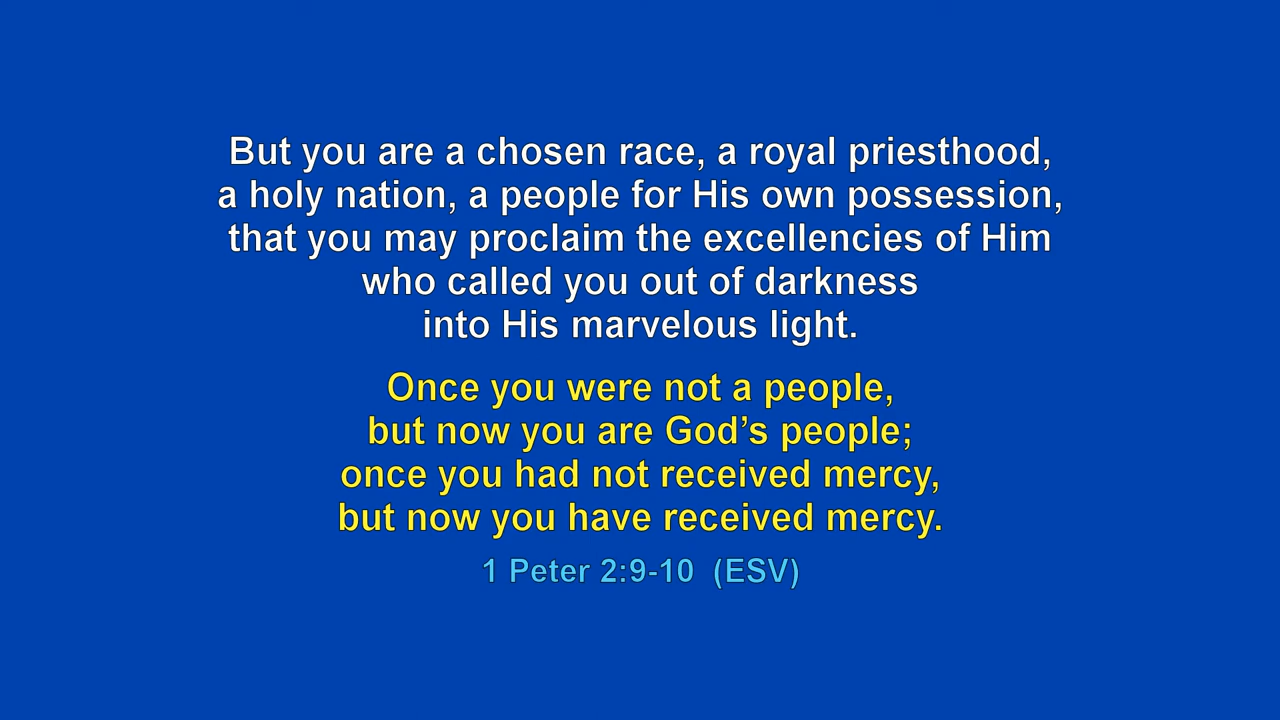 But you are a chosen race, a royal priesthood,
a holy nation, a people for His own possession,
that you may proclaim the excellencies of Him
who called you out of darkness
into His marvelous light.
Once you were not a people,
but now you are God’s people;
once you had not received mercy,
but now you have received mercy.
1 Peter 2:9-10  (ESV)